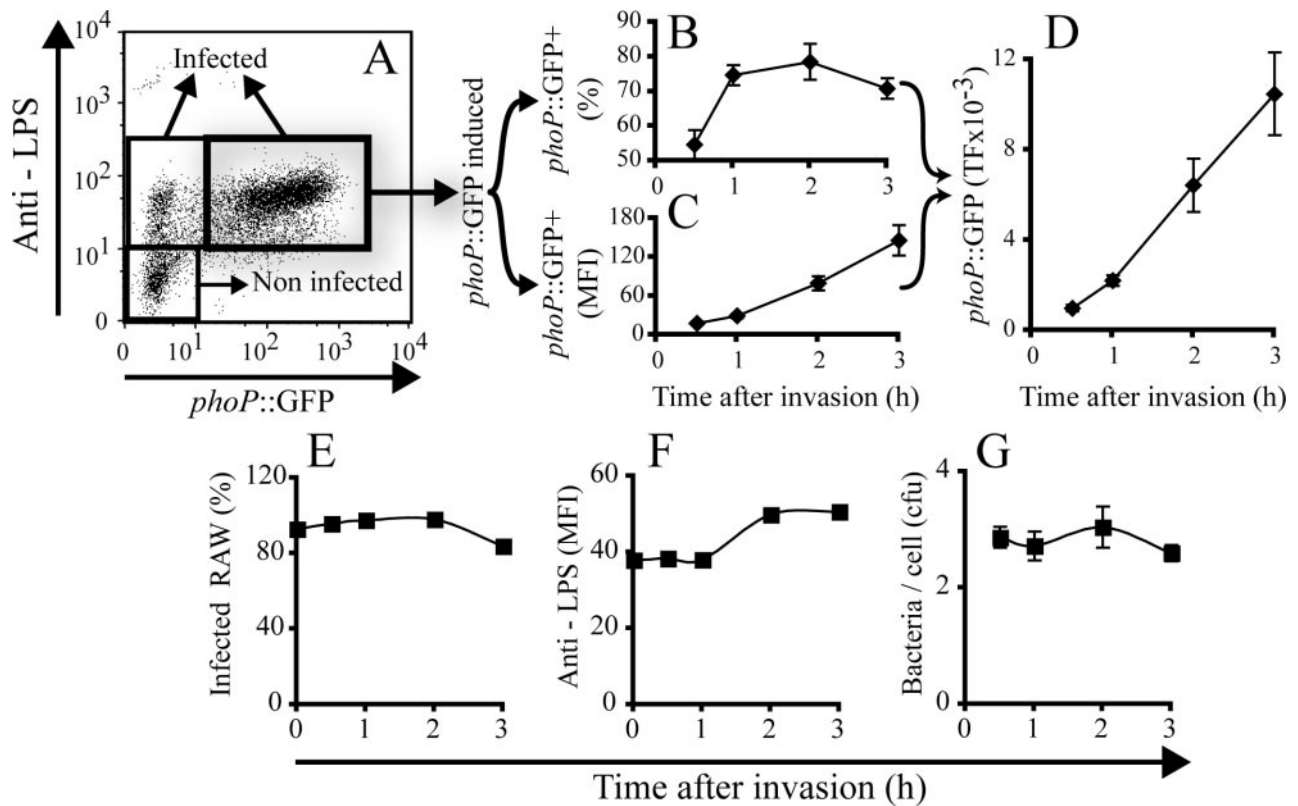 A
Anti - LPS
10^4
10^3
10^2
10^1
0
Infected
Non infected
0 10^1 10^2 10^3 10^4
phoP::GFP
phoP::GFP induced
B
phoP::GFP+
(%)
90
80
70
60
50
0 1 2 3
C
phoP::GFP+
(MFI)
180
120
60
0
0 1 2 3
Time after invasion (h)
D
phoP::GFP (TFx10^-3)
12
8
4
0
0 1 2 3
Time after invasion (h)
E
Infected RAW (%)
120
80
40
0
0 1 2 3
F
Anti - LPS (MFI)
60
40
20
0
0 1 2 3
G
Bacteria / cell (cfu)
4
2
0
0 1 2 3
Time after invasion (h)